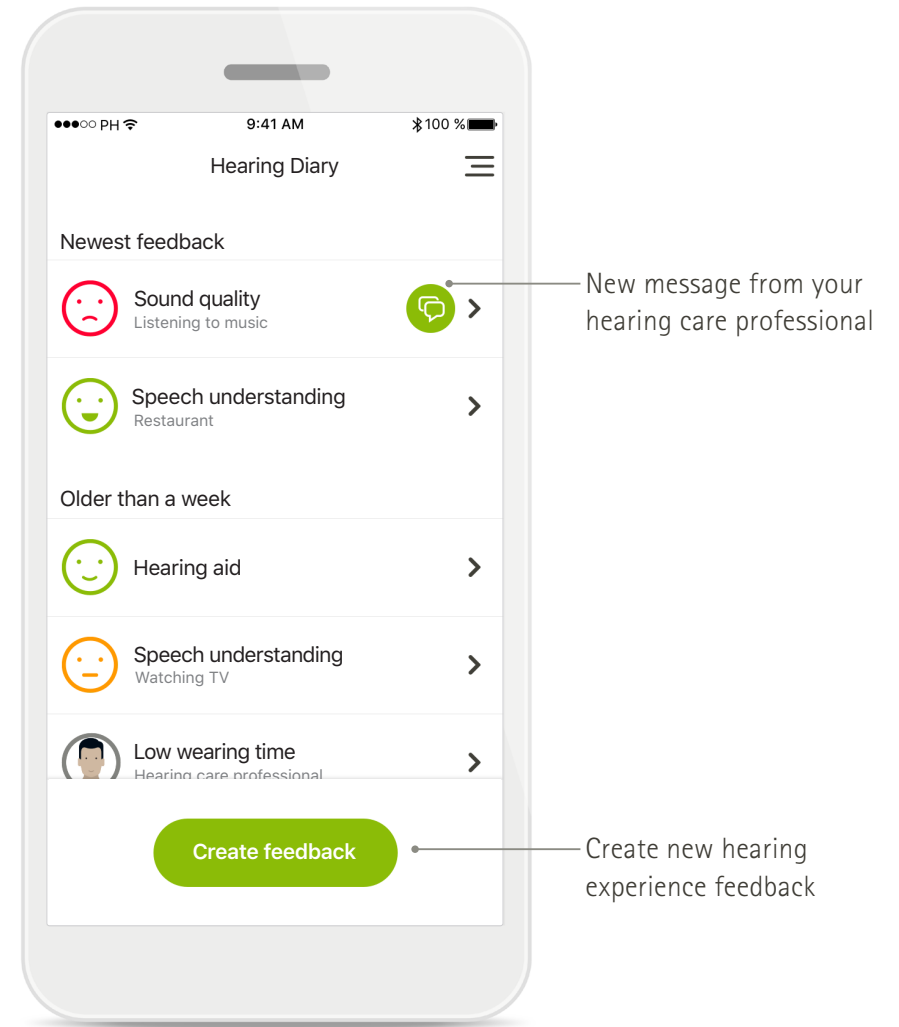 PH 9:41 AM 100 %
Hearing Diary
Newest feedback
Sound quality
Listening to music
New message from your
hearing care professional
Speech understanding
Restaurant
Older than a week
Hearing aid
Speech understanding
Watching TV
Low wearing time
Hearing care professional
Create feedback
Create new hearing
experience feedback